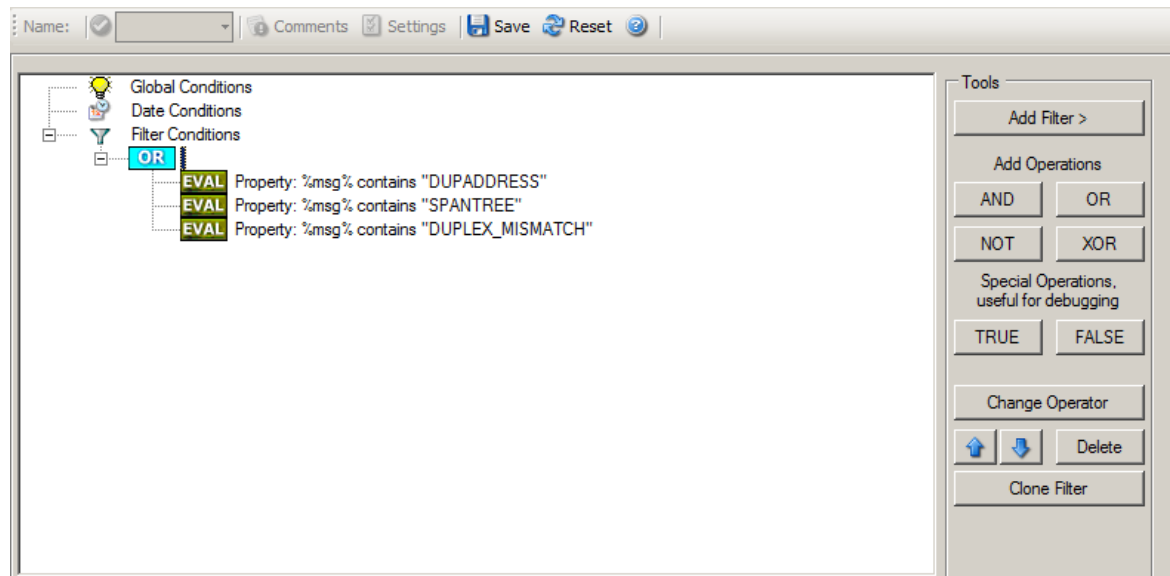 Name: Comments Settings Save Reset
Global Conditions
Date Conditions
Filter Conditions
OR
EVAL Property: %msg% contains "DUPADDRESS"
EVAL Property: %msg% contains "SPANTREE"
EVAL Property: %msg% contains "DUPLEX_MISMATCH"
Tools
Add Filter >
Add Operations
AND OR
NOT XOR
Special Operations,
useful for debugging
TRUE FALSE
Change Operator
Delete
Clone Filter